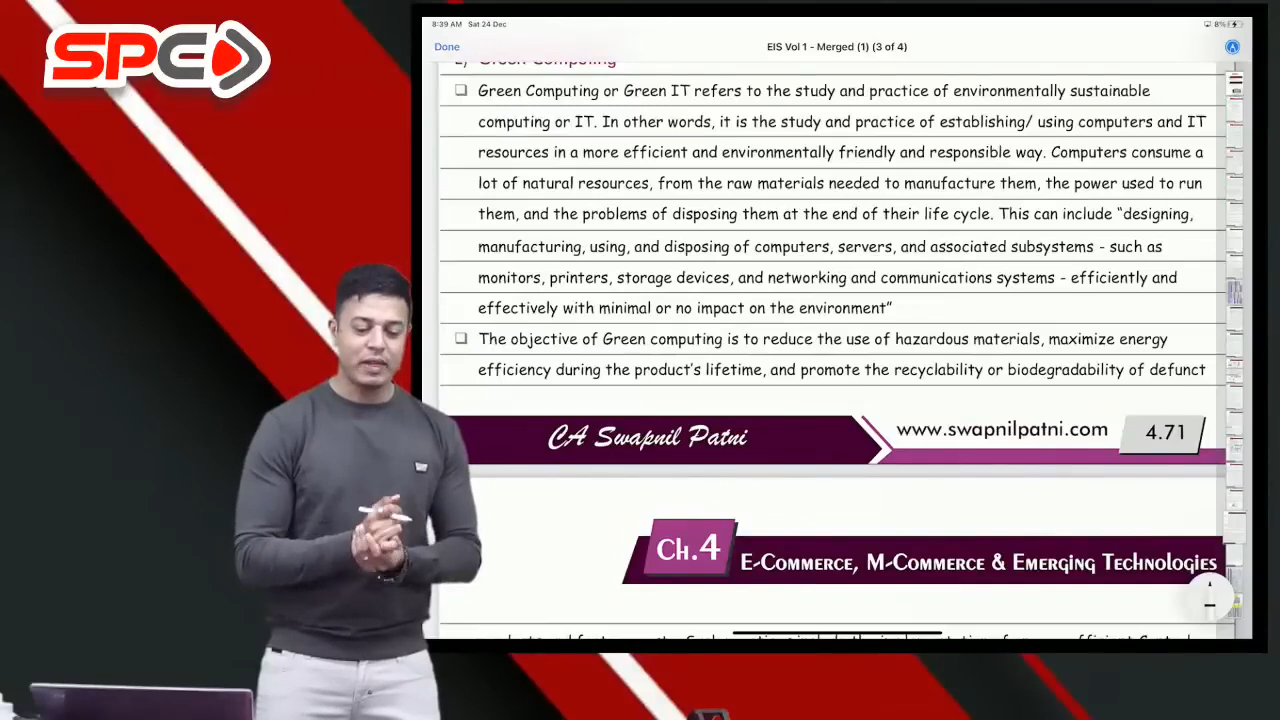 SPC
8:39 AM Sat 24 Dec
8%
Done
EIS Vol 1 - Merged (1) (3 of 4)
Green Computing
❑ Green Computing or Green IT refers to the study and practice of environmentally sustainable
computing or IT. In other words, it is the study and practice of establishing/ using computers and IT
resources in a more efficient and environmentally friendly and responsible way. Computers consume a
lot of natural resources, from the raw materials needed to manufacture them, the power used to run
them, and the problems of disposing them at the end of their life cycle. This can include “designing,
manufacturing, using, and disposing of computers, servers, and associated subsystems - such as
monitors, printers, storage devices, and networking and communications systems - efficiently and
effectively with minimal or no impact on the environment”
❑ The objective of Green computing is to reduce the use of hazardous materials, maximize energy
efficiency during the product’s lifetime, and promote the recyclability or biodegradability of defunct
CA Swapnil Patni
www.swapnilpatni.com
4.71
Ch.4
E-Commerce, M-Commerce & Emerging Technologies